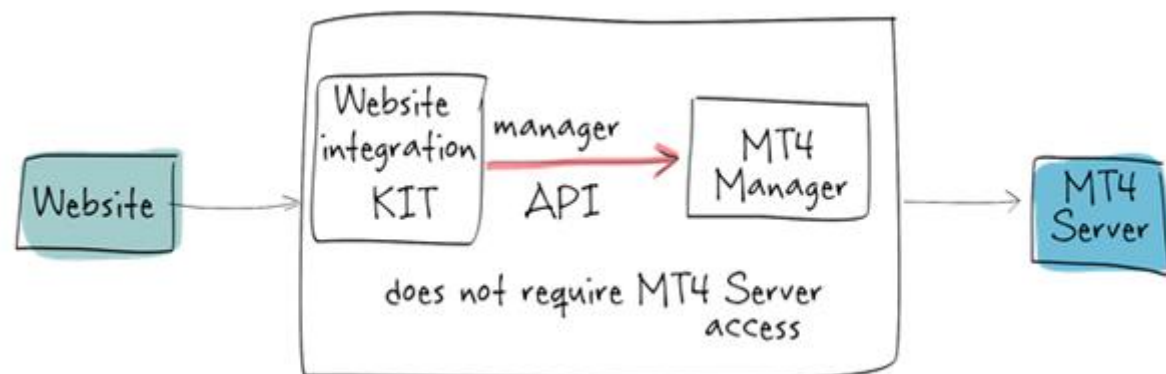 Website
Website
integration
KIT
manager
API
MT4
Manager
does not require MT4 Server
access
MT4
Server